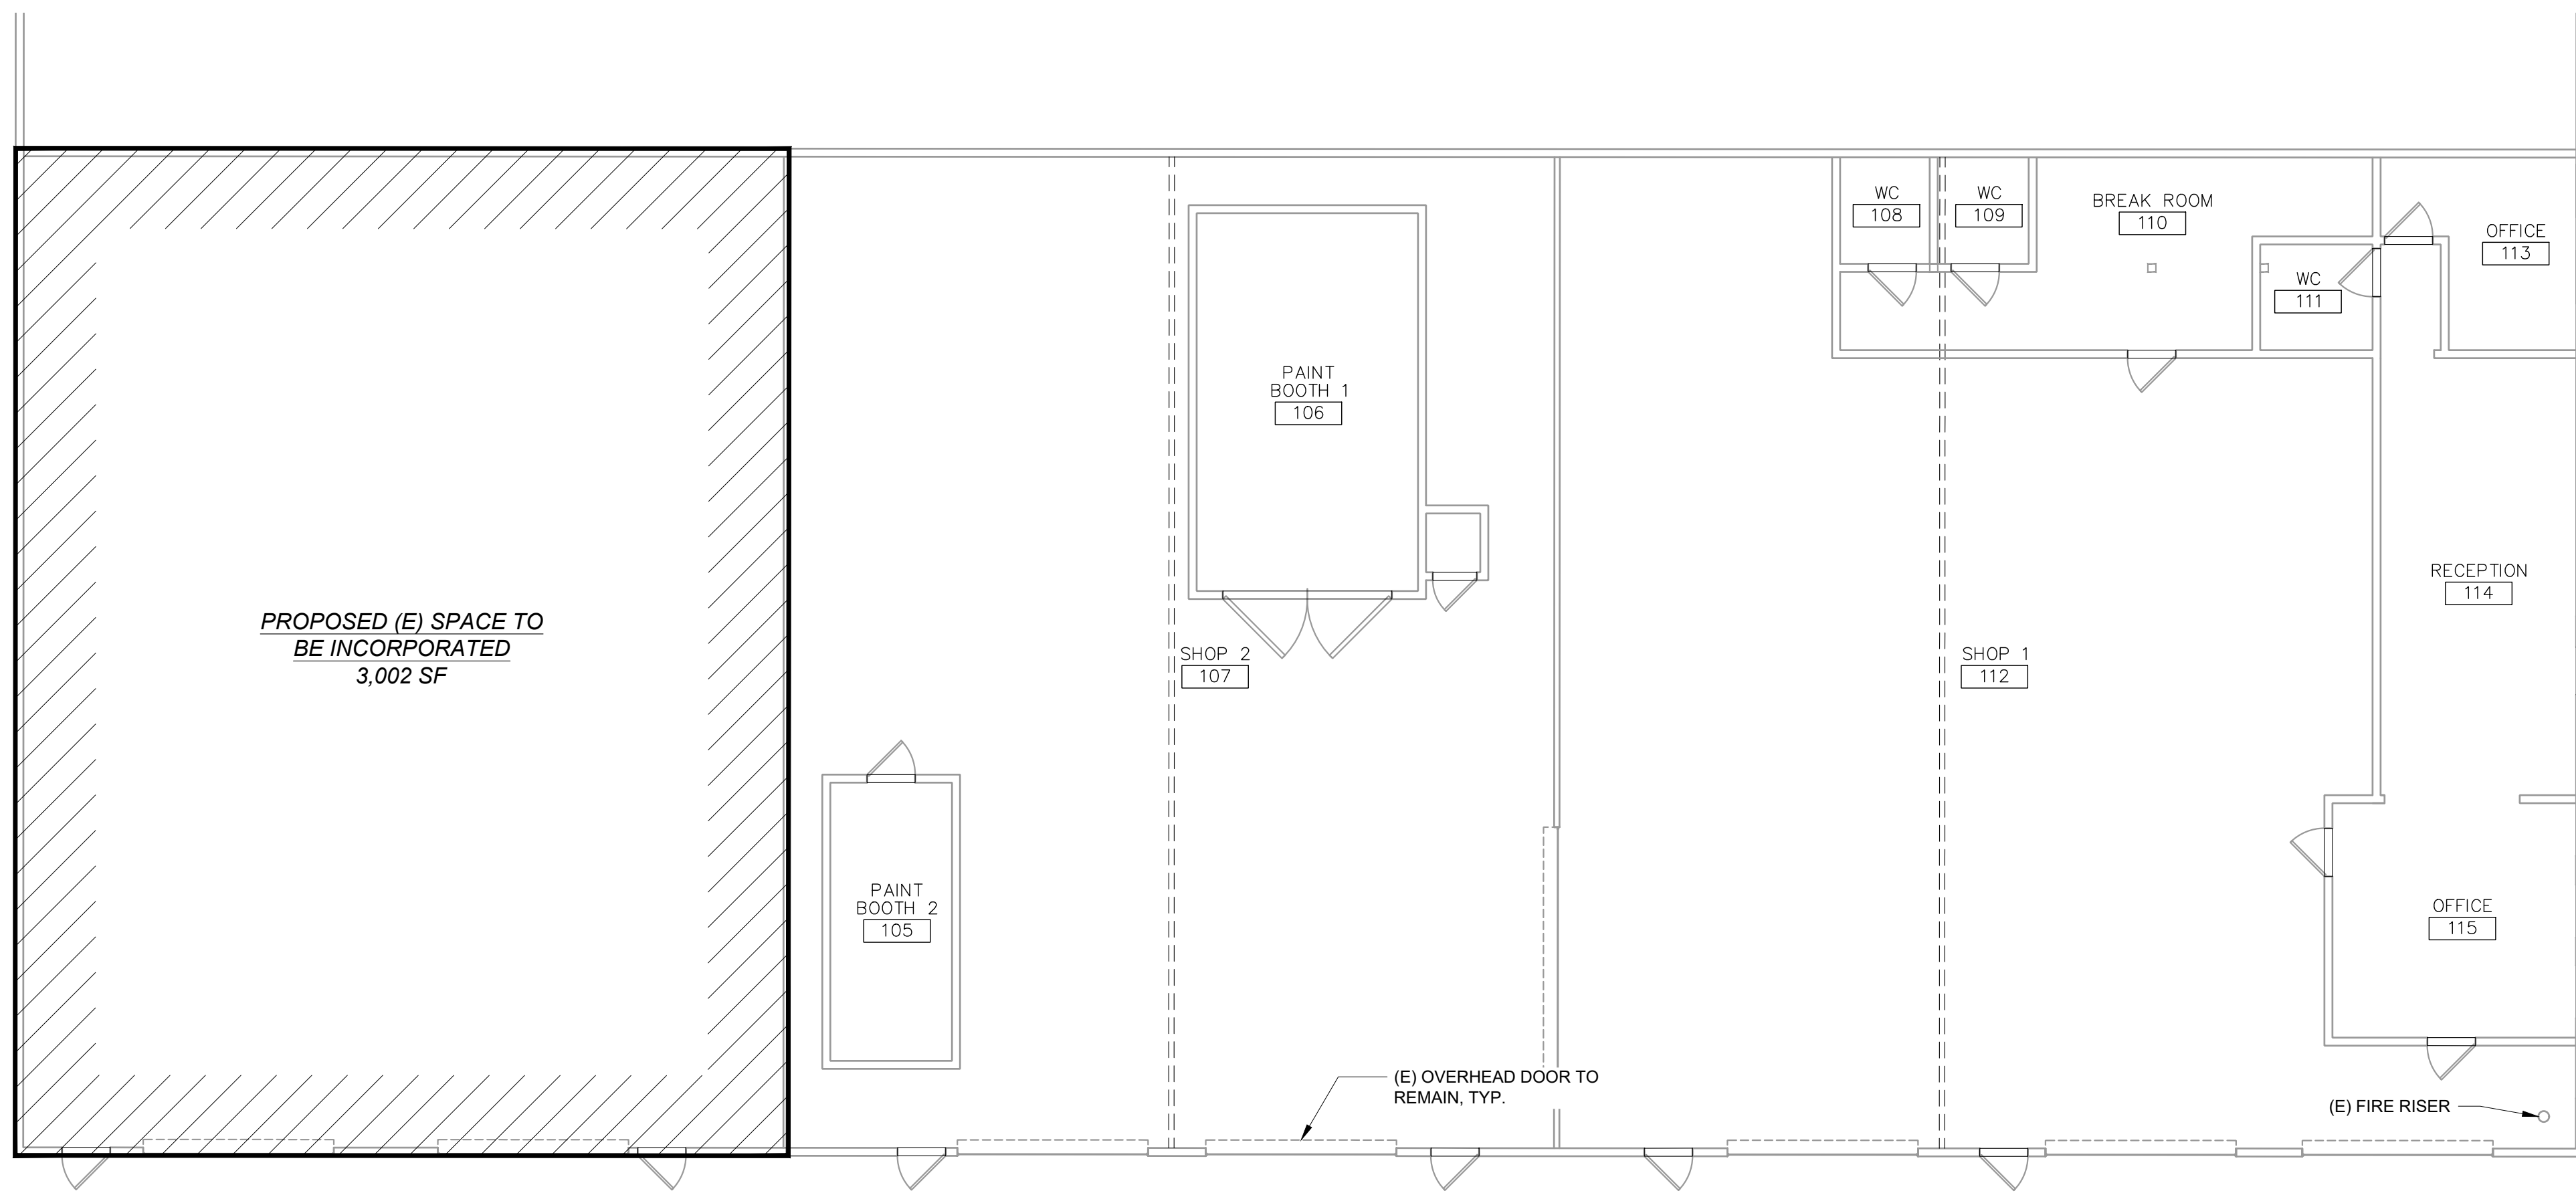 WC
108
WC
109
BREAK ROOM
110
OFFICE
113
WC
111
PAINT
BOOTH 1
106
RECEPTION
114
PROPOSED (E) SPACE TO
BE INCORPORATED
3,002 SF
SHOP 2
107
SHOP 1
112
PAINT
BOOTH 2
105
OFFICE
115
(E) OVERHEAD DOOR TO
REMAIN, TYP.
(E) FIRE RISER